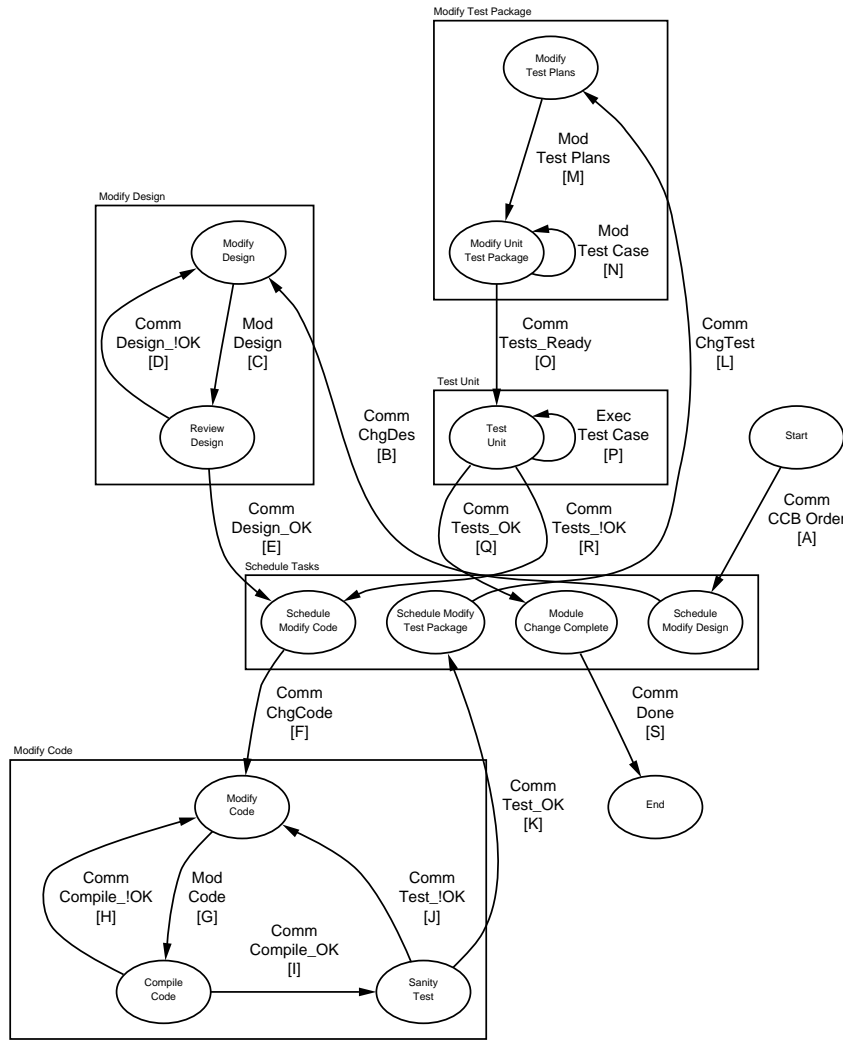 Modify Test Package
Modify
Test Plans
Mod
Test Plans
[M]
Modify Unit
Test Package
Mod
Test Case
[N]
Modify Design
Modify
Design
Comm
Design_!OK
[D]
Mod
Design
[C]
Review
Design
Comm
Tests_Ready
[O]
Comm
ChgTest
[L]
Test Unit
Test
Unit
Exec
Test Case
[P]
Comm
ChgDes
[B]
Start
Comm
CCB Order
[A]
Comm
Design_OK
[E]
Comm
Tests_OK
[Q]
Comm
Tests_!OK
[R]
Schedule Tasks
Schedule
Modify Code
Schedule Modify
Test Package
Module
Change Complete
Schedule
Modify Design
Comm
ChgCode
[F]
Comm
Done
[S]
Modify Code
Modify
Code
Comm
Test_OK
[K]
End
Comm
Compile_!OK
[H]
Mod
Code
[G]
Comm
Compile_OK
[I]
Comm
Test_!OK
[J]
Compile
Code
Sanity
Test